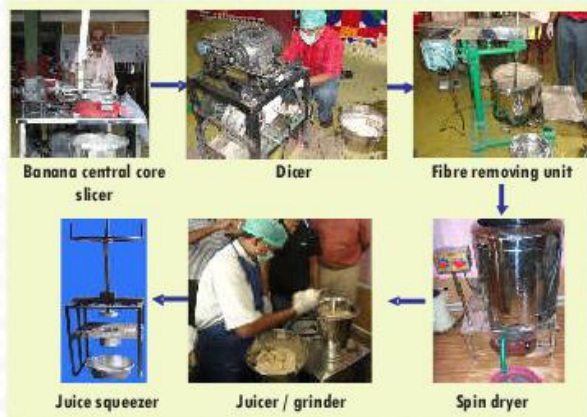 Banana central core
slicer
Dicer
Fibre removing unit
Spin dryer
Juicer / grinder
Juice squeezer